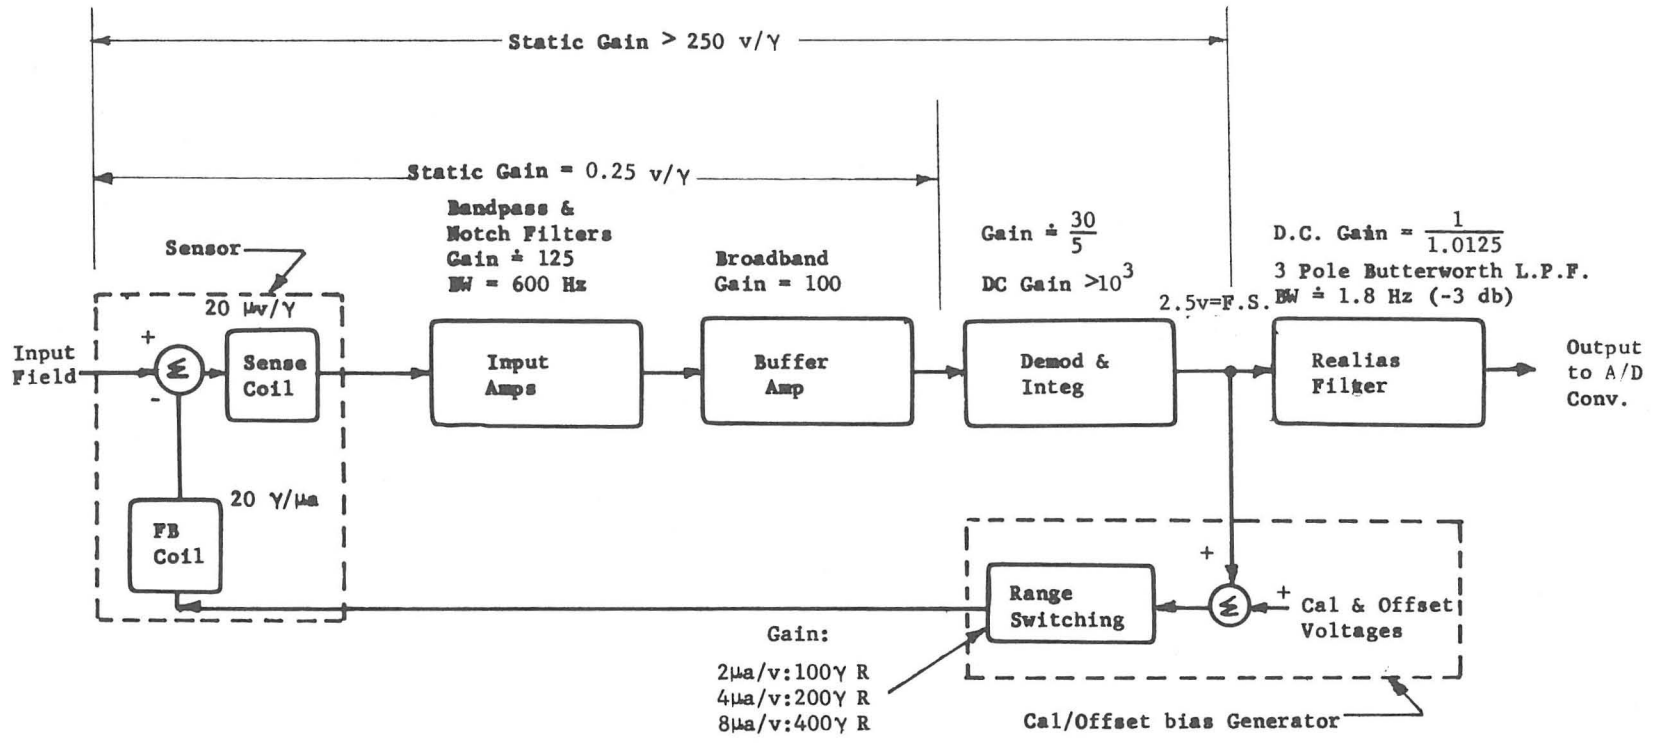 Static Gain > 250 v/γ
Static Gain = 0.25 v/γ
Sensor
Bandpass &
Notch Filters
Gain ≐ 125
BW = 600 Hz
Broadband
Gain = 100
Gain ≐ 30/5
DC Gain >10³
D.C. Gain = 1/1.0125
3 Pole Butterworth L.P.F.
BW ≐ 1.8 Hz (-3 db)
2.5v=F.S.
20 μv/γ
Input
Field
+
Σ
-
Sense
Coil
Input
Amps
Buffer
Amp
Demod &
Integ
Realias
Filter
Output
to A/D
Conv.
20 γ/μa
FB
Coil
Range
Switching
+
Σ
+
Cal & Offset
Voltages
Gain:
2μa/v:100γ R
4μa/v:200γ R
8μa/v:400γ R
Cal/Offset bias Generator